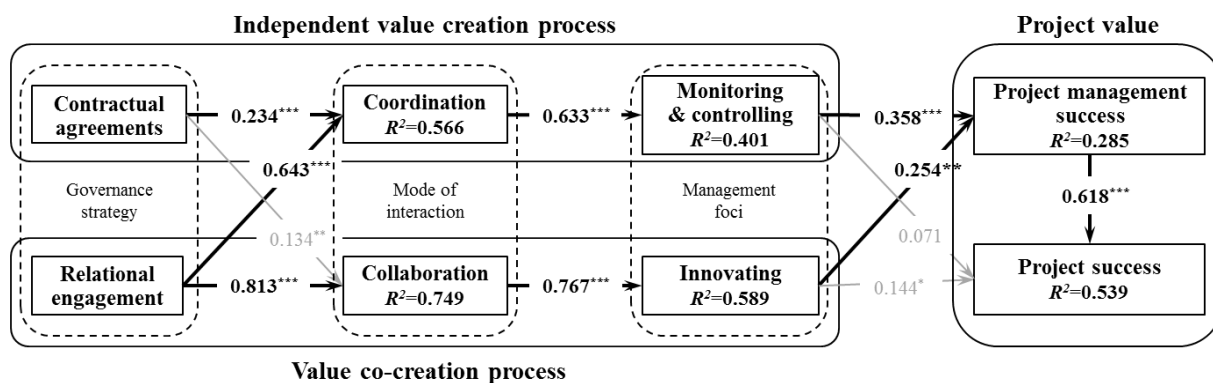 Independent value creation process
Project value
Contractual
agreements
0.234***
Coordination
R²=0.566
0.633***
Monitoring
& controlling
R²=0.401
0.358***
Project management
success
R²=0.285
0.643***
0.254**
Governance
strategy
Mode of
interaction
Management
foci
0.618***
0.134**
0.071
Relational
engagement
0.813***
Collaboration
R²=0.749
0.767***
Innovating
R²=0.589
0.144*
Project success
R²=0.539
Value co-creation process